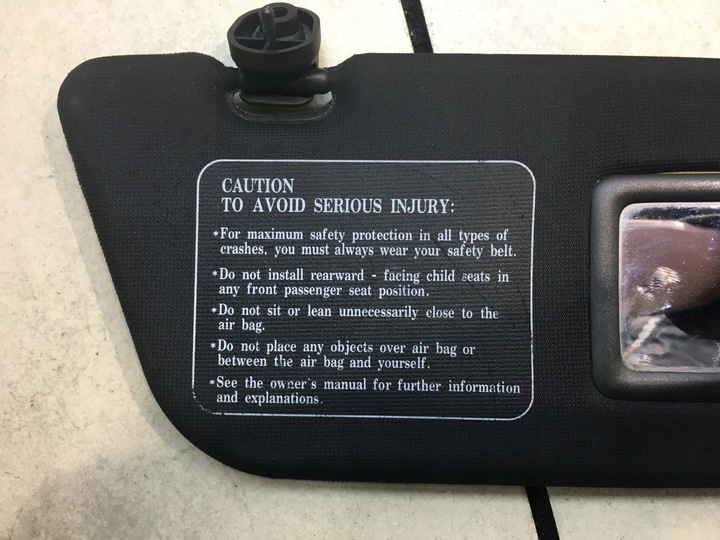 CAUTION
TO AVOID SERIOUS INJURY:
*For maximum safety protection in all types of
crashes, you must always wear your safety belt.
*Do not install rearward - facing child seats in
any front passenger seat position.
*Do not sit or lean unnecessarily close to the
air bag.
*Do not place any objects over air bag or
between the air bag and yourself.
*See the owner's manual for further information
and explanations.